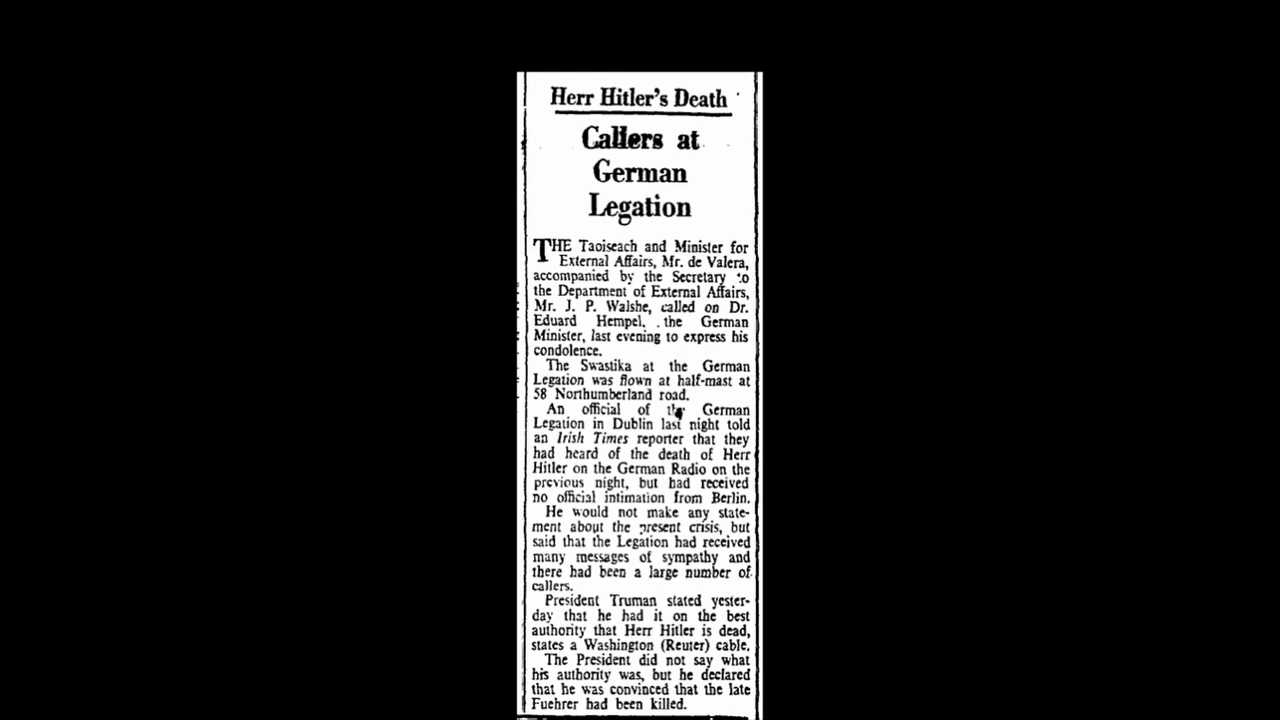 Herr Hitler's Death
Callers at
German
Legation
THE Taoiseach and Minister for
External Affairs, Mr. de Valera,
accompanied by the Secretary to
the Department of External Affairs,
Mr. J. P. Walshe, called on Dr.
Eduard Hempel, the German
Minister, last evening to express his
condolence.
The Swastika at the German
Legation was flown at half-mast at
58 Northumberland road.
An official of the German
Legation in Dublin last night told
an Irish Times reporter that they
had heard of the death of Herr
Hitler on the German Radio on the
previous night, but had received
no official intimation from Berlin.
He would not make any state-
ment about the present crisis, but
said that the Legation had received
many messages of sympathy and
there had been a large number of
callers.
President Truman stated yester-
day that he had it on the best
authority that Herr Hitler is dead,
states a Washington (Reuter) cable.
The President did not say what
his authority was, but he declared
that he was convinced that the late
Fuehrer had been killed.